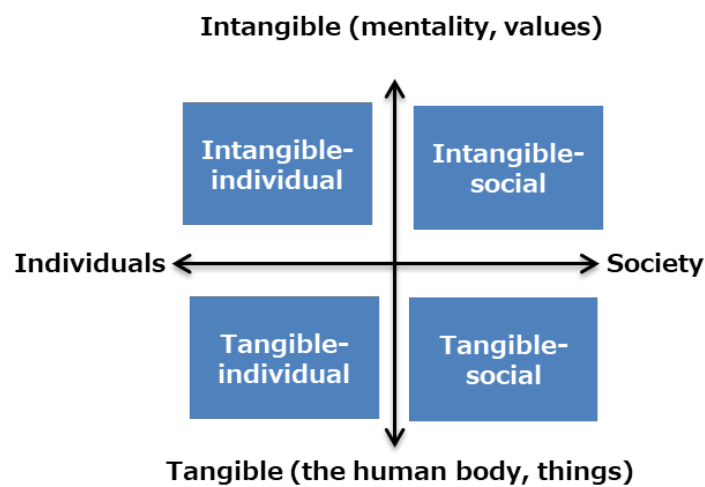 Intangible (mentality, values)
Intangible-
individual
Intangible-
social
Individuals
Society
Tangible-
individual
Tangible-
social
Tangible (the human body, things)